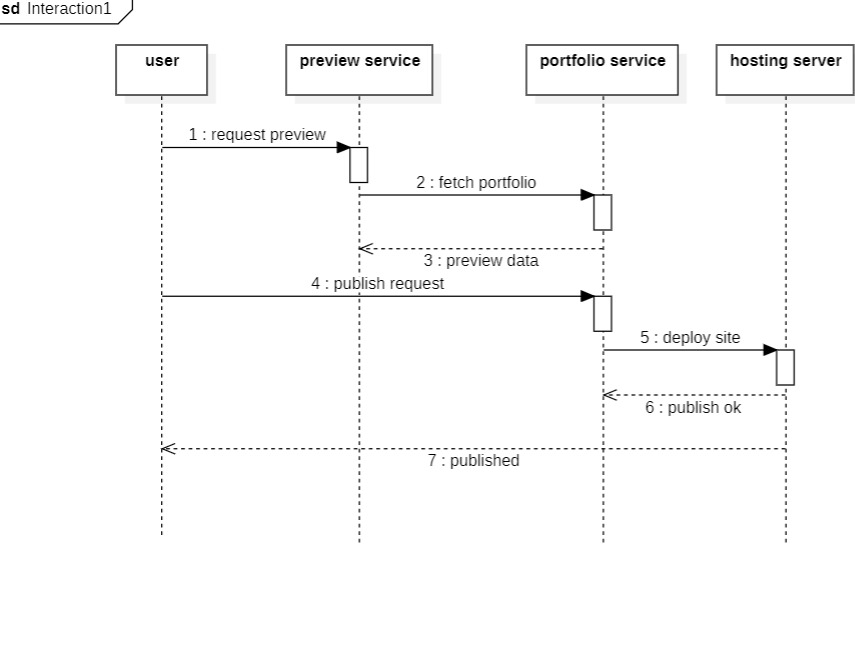 sd Interaction1
user
preview service
portfolio service
hosting server
1 : request preview
2 : fetch portfolio
3 : preview data
4 : publish request
5 : deploy site
6 : publish ok
7 : published